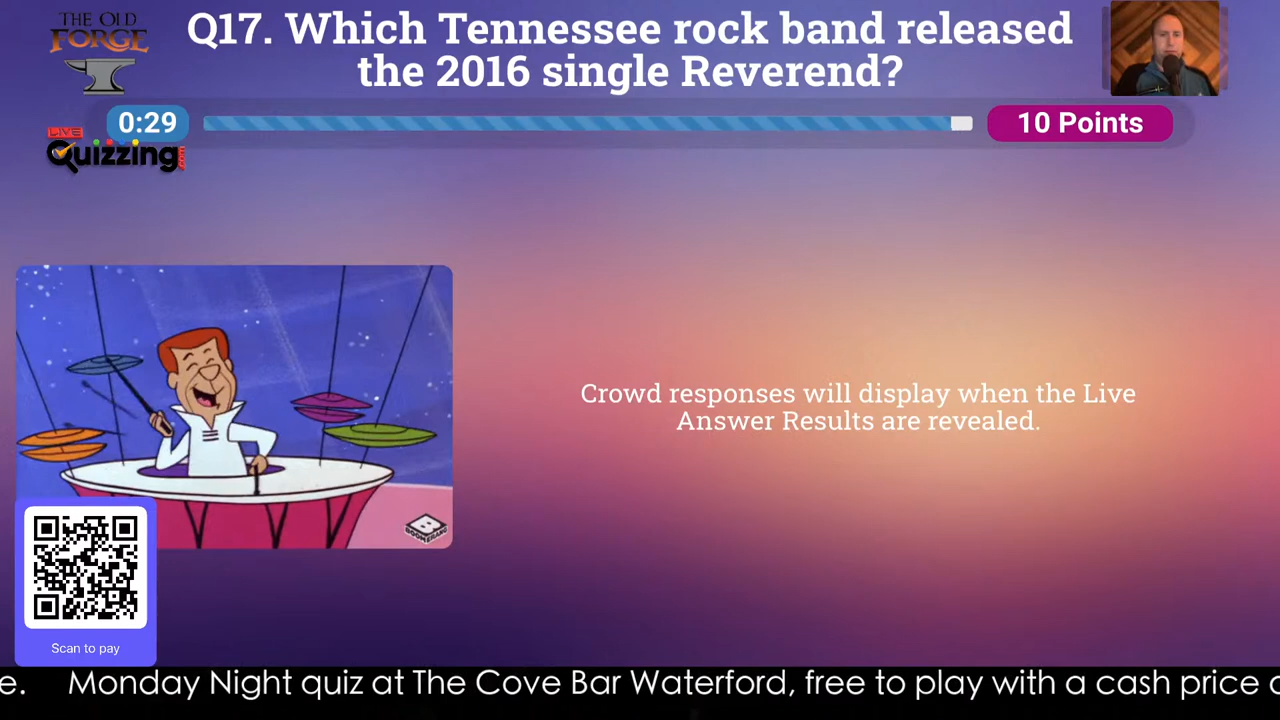 THE OLD
FORGE
Q17. Which Tennessee rock band released
the 2016 single Reverend?
0:29
10 Points
LIVE
Quizzing
Crowd responses will display when the Live
Answer Results are revealed.
BOOMERANG
Scan to pay
e. Monday Night quiz at The Cove Bar Waterford, free to play with a cash price